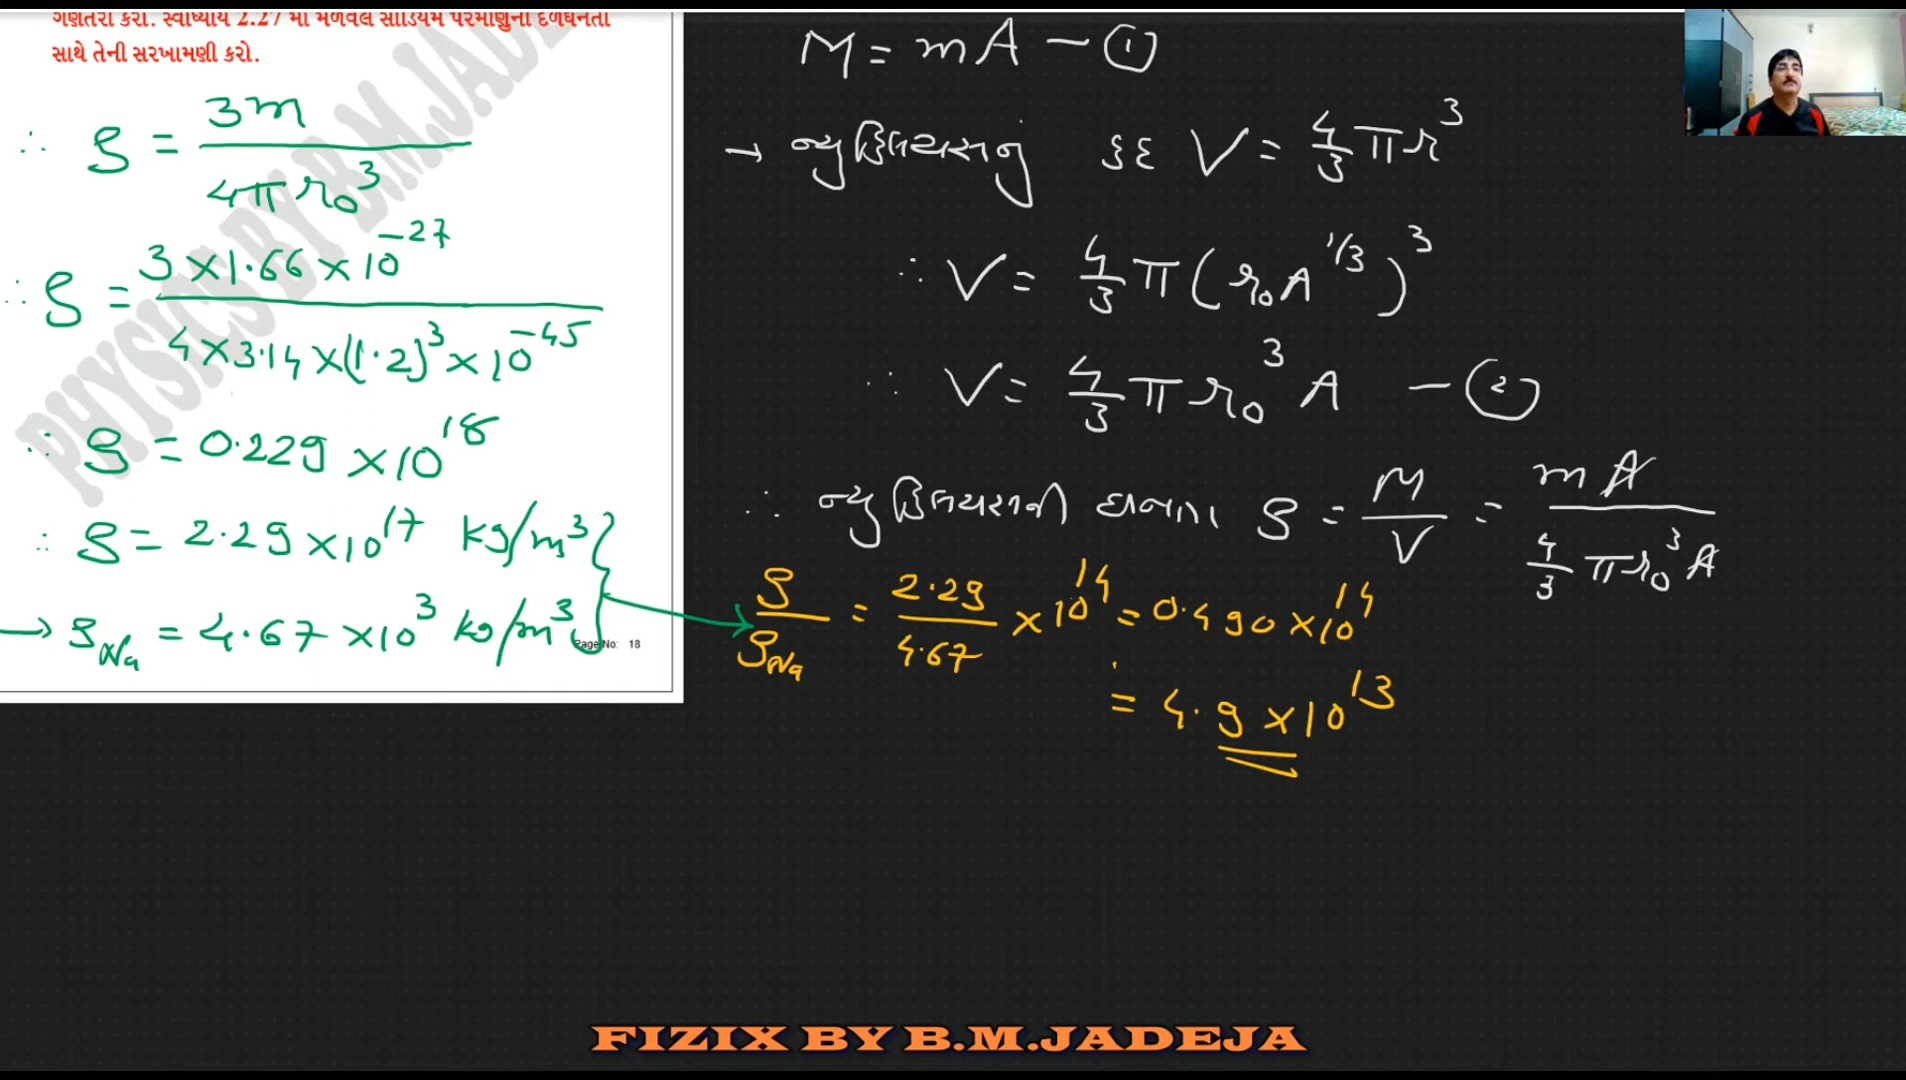 ગણતરી કરો. સ્વાધ્યાય 2.27 માં મેળવેલ સોડિયમ પરમાણુની દળઘનતા
સાથે તેની સરખામણી કરો.
∴ ρ = 3m / 4πr₀³
∴ ρ = 3 × 1.66 × 10⁻²⁷ / 4 × 3.14 × (1.2)³ × 10⁻⁴⁵
∴ ρ = 0.229 × 10¹⁸
∴ ρ = 2.29 × 10¹⁷ kg/m³
→ ρNa = 4.67 × 10³ kg/m³
Page No: 18
PHYSICS BY B.M.JADE
M = mA — ①
→ ન્યુક્લિયસનું કદ V = 4/3 πr³
∴ V = 4/3 π (r₀A^1/3)³
∴ V = 4/3 π r₀³ A — ②
∴ ન્યુક્લિયસની ઘનતા ρ = M/V = mA / 4/3 πr₀³A
ρ/ρNa = 2.29/4.67 × 10¹⁴ = 0.490 × 10¹⁴
= 4.9 × 10¹³
FIZIX BY B.M.JADEJA